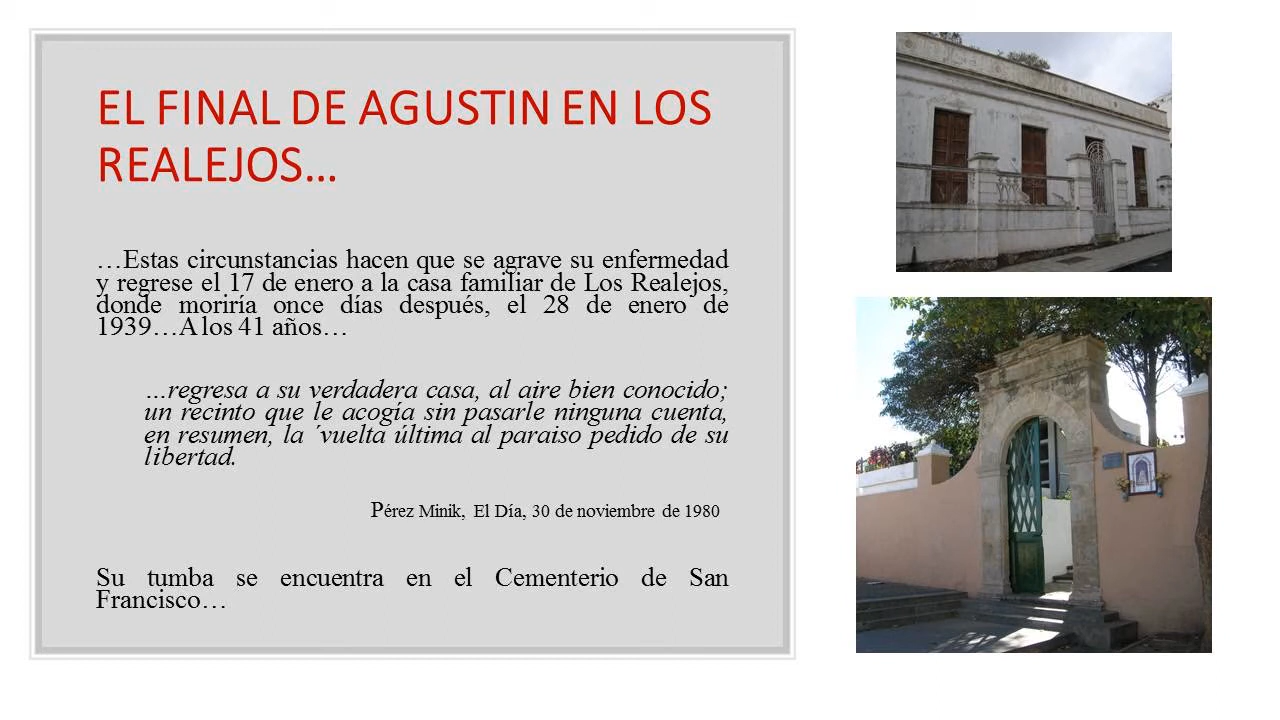 EL FINAL DE AGUSTIN EN LOS
REALEJOS...
…Estas circunstancias hacen que se agrave su enfermedad
y regrese el 17 de enero a la casa familiar de Los Realejos,
donde moriría once días después, el 28 de enero de
1939…A los 41 años…
…regresa a su verdadera casa, al aire bien conocido;
un recinto que le acogía sin pasarle ninguna cuenta,
en resumen, la ´vuelta última al paraiso pedido de su
libertad.
Pérez Minik, El Día, 30 de noviembre de 1980
Su tumba se encuentra en el Cementerio de San
Francisco…